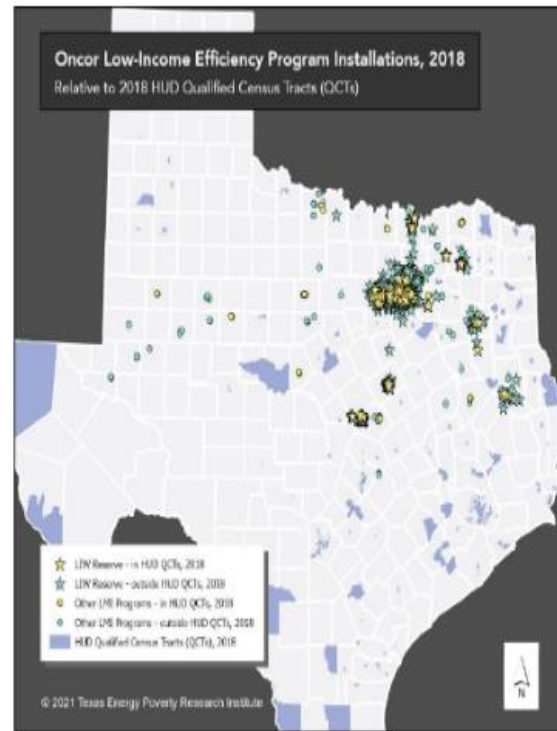 Oncor Low-Income Efficiency Program Installations, 2018
Relative to 2018 HUD Qualified Census Tracts (QCTs)
LIW Reserve - in HUD QCTs, 2018
LIW Reserve - outside HUD QCTs, 2018
Other LMI Programs - in HUD QCTs, 2018
Other LMI Programs - outside HUD QCTs, 2018
HUD Qualified Census Tracts (QCTs), 2018
N
© 2021 Texas Energy Poverty Research Institute